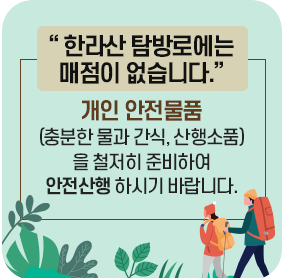 “ 한라산 탐방로에는
매점이 없습니다.”
개인 안전물품
(충분한 물과 간식, 산행소품)
을 철저히 준비하여
안전산행 하시기 바랍니다.